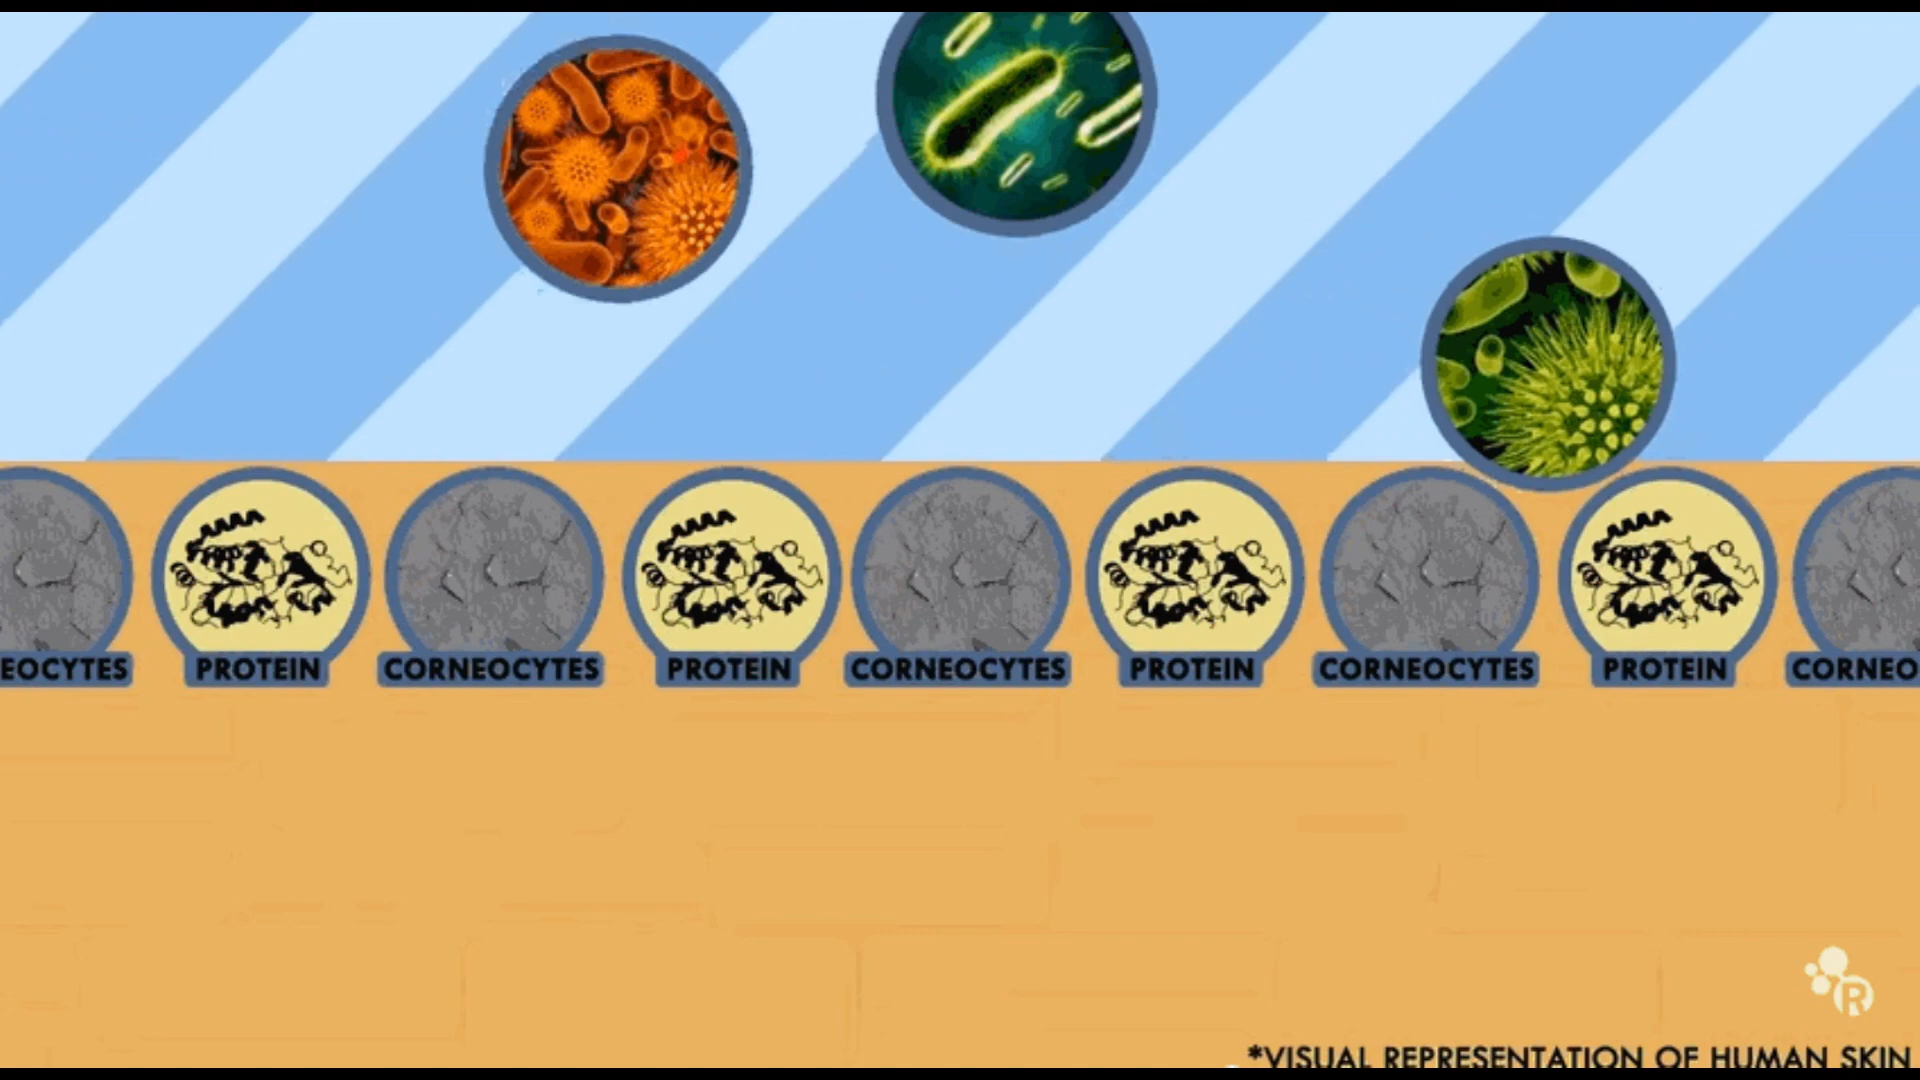 EOCYTES PROTEIN CORNEOCYTES PROTEIN CORNEOCYTES PROTEIN CORNEOCYTES PROTEIN CORNEO
R
*VISUAL REPRESENTATION OF HUMAN SKIN